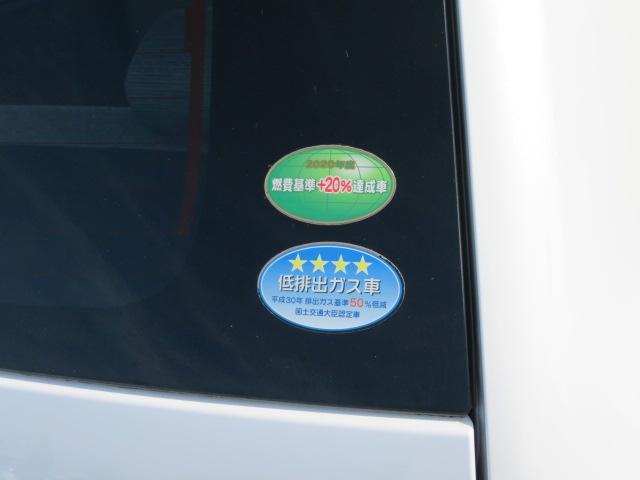 2020年度
燃費基準+20%達成車
低排出ガス車
平成30年 排出ガス基準50%低減
国土交通大臣認定車